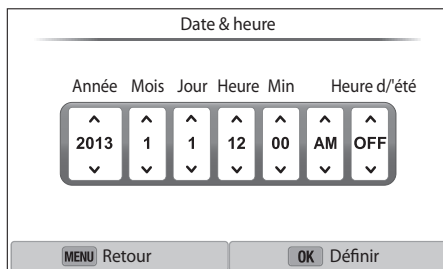 Date & heure
Année Mois Jour Heure Min Heure d/'été
2013 1 1 12 00 AM OFF
MENU Retour OK Définir